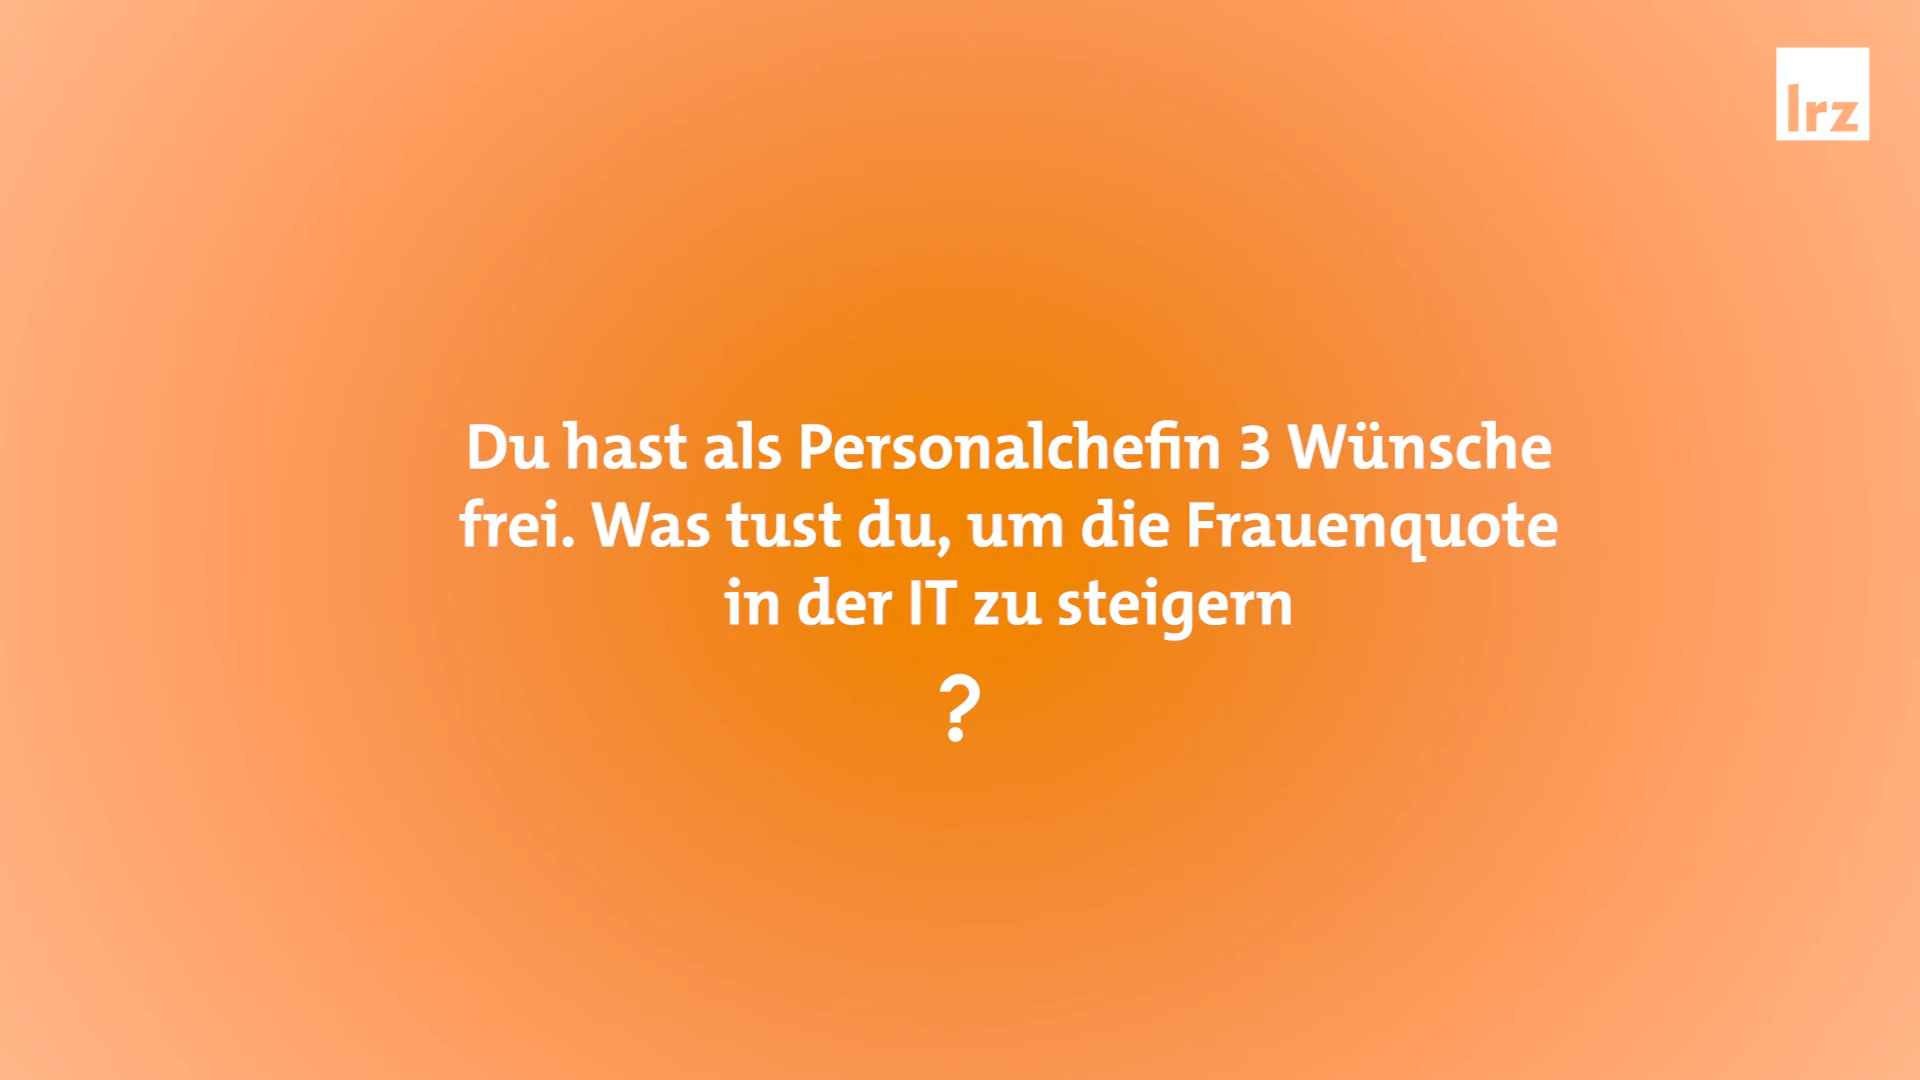 lrz
Du hast als Personalchefin 3 Wünsche
frei. Was tust du, um die Frauenquote
in der IT zu steigern
?